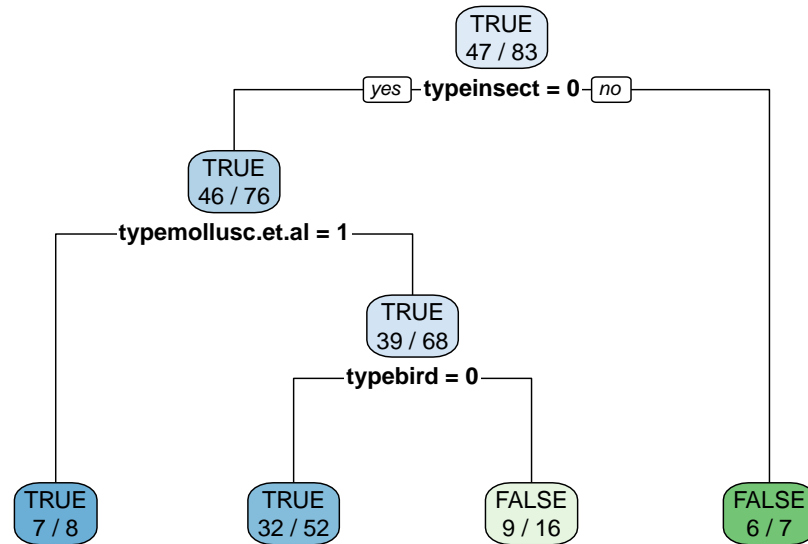 TRUE
47 / 83
yes typeinsect = 0 no
TRUE
46 / 76
typemollusc.et.al = 1
TRUE
39 / 68
typebird = 0
TRUE
7 / 8
TRUE
32 / 52
FALSE
9 / 16
FALSE
6 / 7